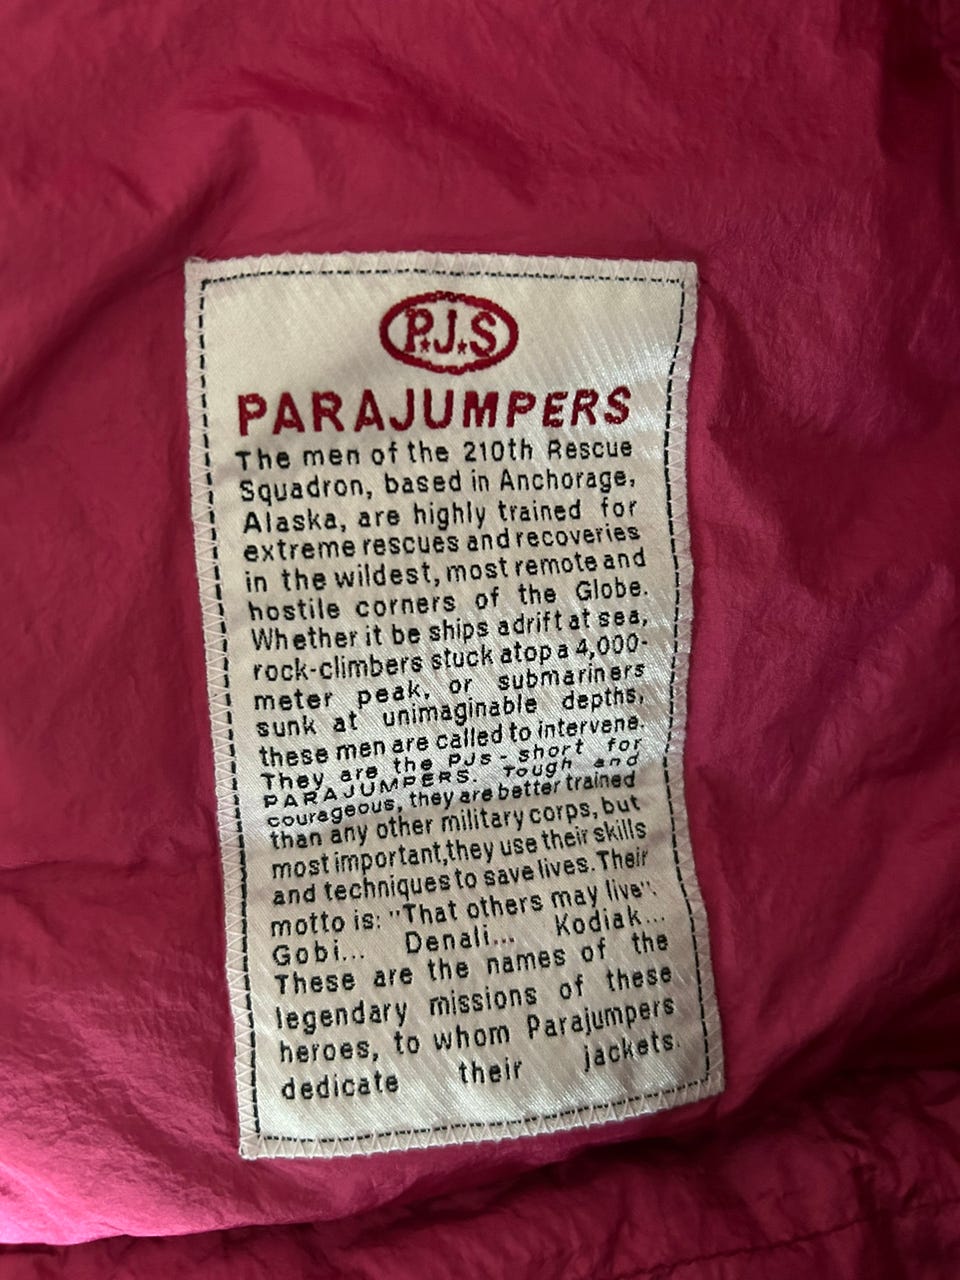 P.J.S
PARAJUMPERS
The men of the 210th Rescue
Squadron, based in Anchorage,
Alaska, are highly trained for
extreme rescues and recoveries
in the wildest, most remote and
hostile corners of the Globe.
Whether it be ships adrift at sea,
rock-climbers stuck atop a 4,000-
meter peak, or submariners
sunk at unimaginable depths,
these men are called to intervene.
They are the PJs - short for
PARAJUMPERS. Tough and
courageous, they are better trained
than any other military corps, but
most important,they use their skills
and techniques to save lives. Their
motto is: "That others may live".
Gobi... Denali... Kodiak...
These are the names of the
legendary missions of these
heroes, to whom Parajumpers
dedicate their jackets.